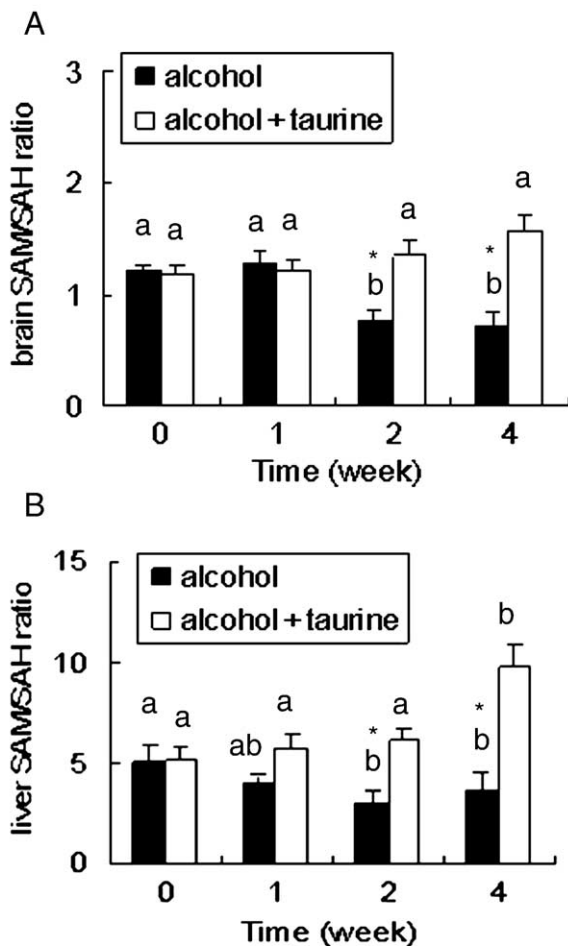 A
alcohol
alcohol + taurine
brain SAM/SAH ratio
3
2
1
0
a a
a a
* b a
* b a
0 1 2 4
Time (week)
B
alcohol
alcohol + taurine
liver SAM/SAH ratio
15
10
5
0
a a
ab a
* b a
* b b
0 1 2 4
Time (week)